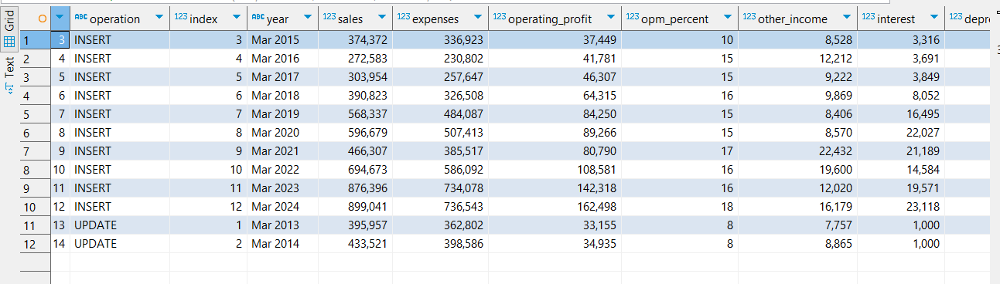 Grid
Text
ABC operation 123 index ABC year 123 sales 123 expenses 123 operating_profit 123 opm_percent 123 other_income 123 interest 123 depr
1 3 INSERT 3 Mar 2015 374,372 336,923 37,449 10 8,528 3,316
2 4 INSERT 4 Mar 2016 272,583 230,802 41,781 15 12,212 3,691
3 5 INSERT 5 Mar 2017 303,954 257,647 46,307 15 9,222 3,849
4 6 INSERT 6 Mar 2018 390,823 326,508 64,315 16 9,869 8,052
5 7 INSERT 7 Mar 2019 568,337 484,087 84,250 15 8,406 16,495
6 8 INSERT 8 Mar 2020 596,679 507,413 89,266 15 8,570 22,027
7 9 INSERT 9 Mar 2021 466,307 385,517 80,790 17 22,432 21,189
8 10 INSERT 10 Mar 2022 694,673 586,092 108,581 16 19,600 14,584
9 11 INSERT 11 Mar 2023 876,396 734,078 142,318 16 12,020 19,571
10 12 INSERT 12 Mar 2024 899,041 736,543 162,498 18 16,179 23,118
11 13 UPDATE 1 Mar 2013 395,957 362,802 33,155 8 7,757 1,000
12 14 UPDATE 2 Mar 2014 433,521 398,586 34,935 8 8,865 1,000